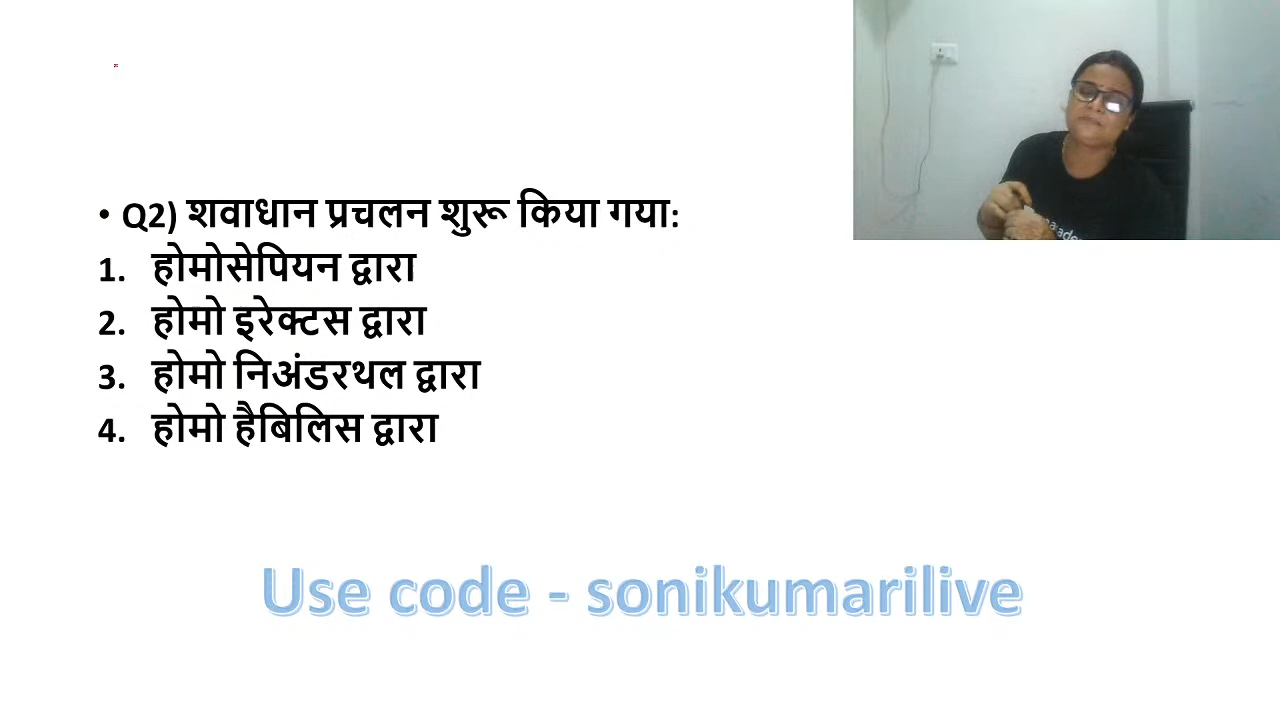 • Q2) शवाधान प्रचलन शुरू किया गया:
1. होमोसेपियन द्वारा
2. होमो इरेक्टस द्वारा
3. होमो निअंडरथल द्वारा
4. होमो हैबिलिस द्वारा
Use code - sonikumarilive